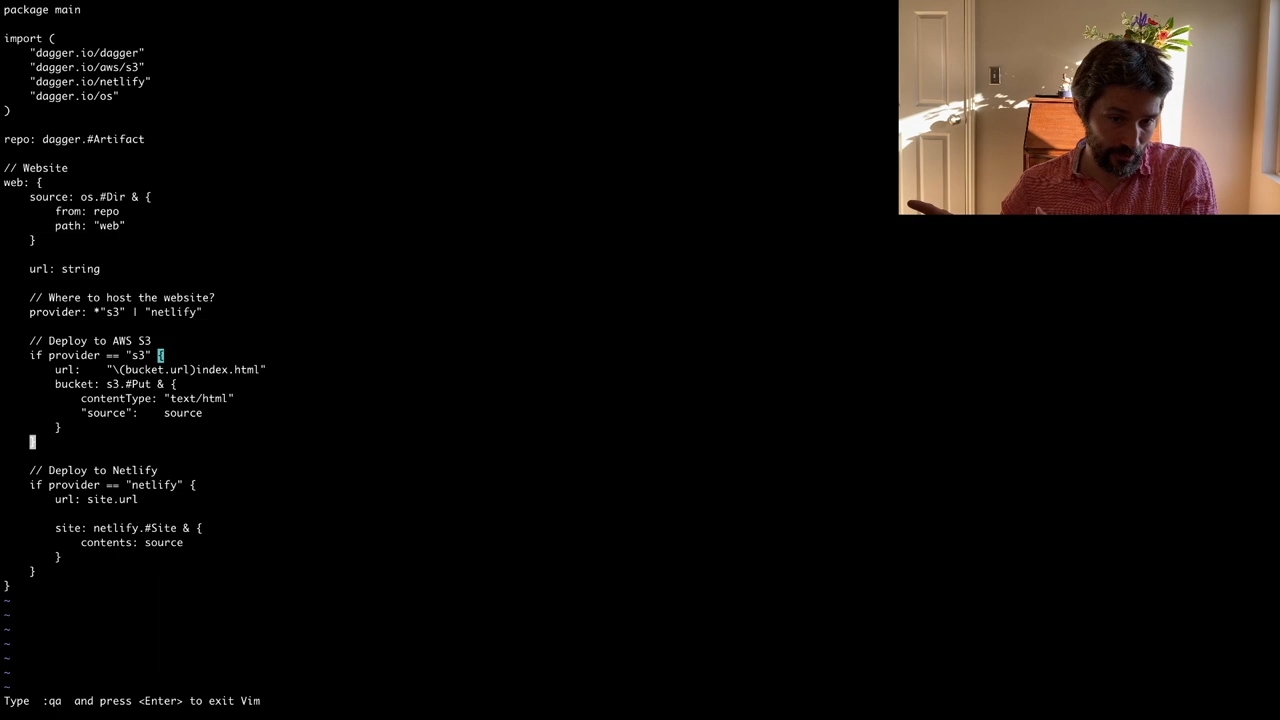 package main
import (
"dagger.io/dagger"
"dagger.io/aws/s3"
"dagger.io/netlify"
"dagger.io/os"
)
repo: dagger.#Artifact
// Website
web: {
source: os.#Dir & {
from: repo
path: "web"
}
url: string
// Where to host the website?
provider: *"s3" | "netlify"
// Deploy to AWS S3
if provider == "s3" {
url:    "\(bucket.url)index.html"
bucket: s3.#Put & {
contentType: "text/html"
"source":    source
}
}
// Deploy to Netlify
if provider == "netlify" {
url: site.url
site: netlify.#Site & {
contents: source
}
}
}
~
~
~
~
~
~
~
Type  :qa  and press <Enter> to exit Vim